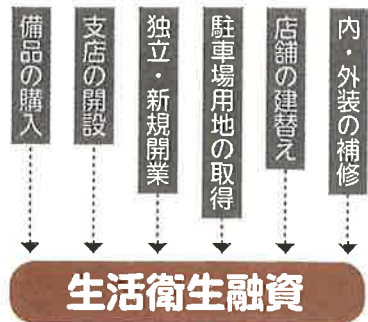 内・外装の補修
店舗の建替え
駐車場用地の取得
独立・新規開業
支店の開設
備品の購入
生活衛生融資